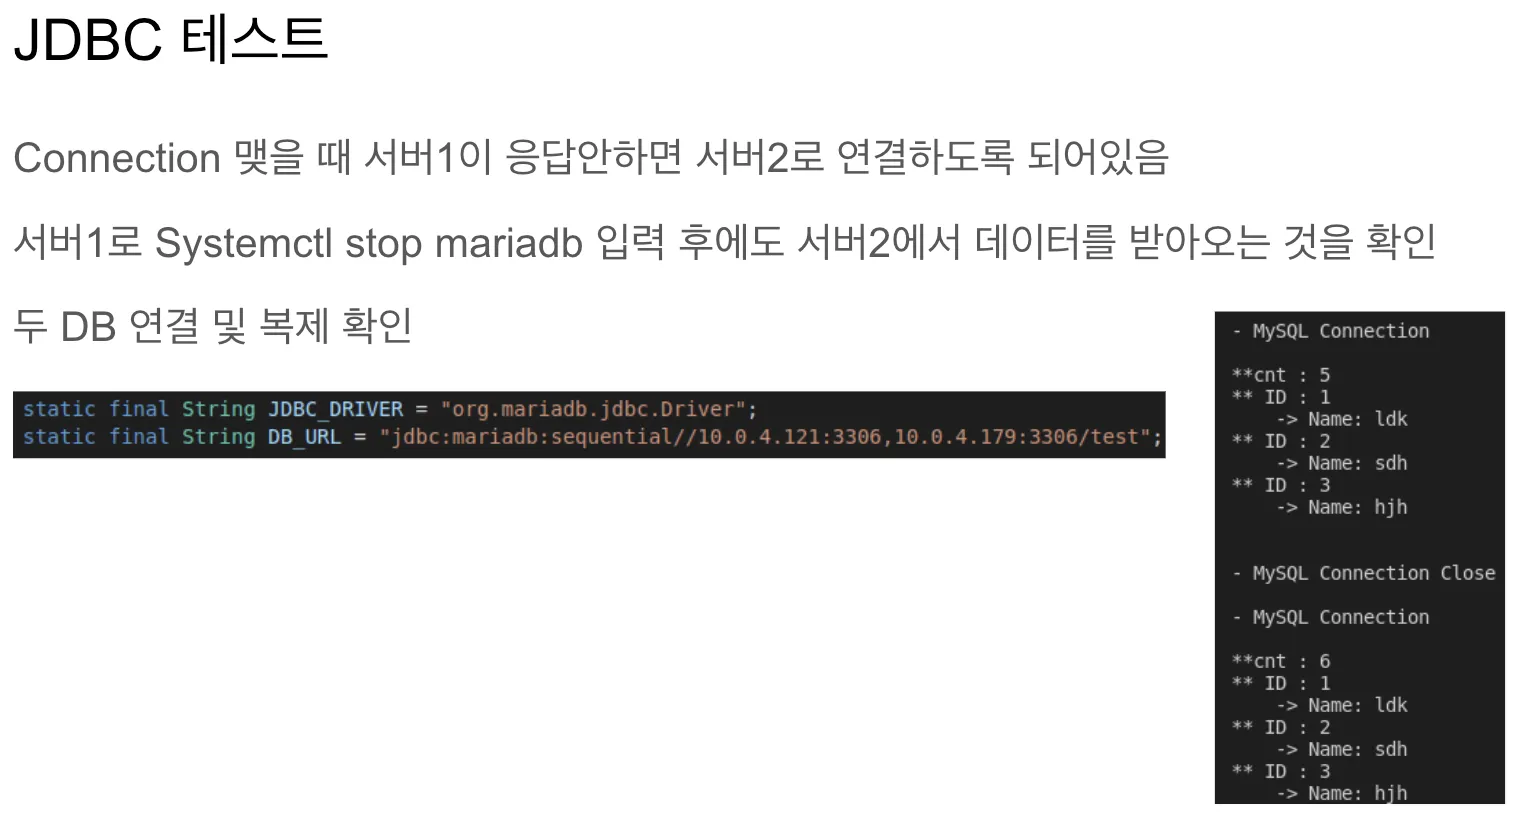 JDBC 테스트
Connection 맺을 때 서버1이 응답안하면 서버2로 연결하도록 되어있음
서버1로 Systemctl stop mariadb 입력 후에도 서버2에서 데이터를 받아오는 것을 확인
두 DB 연결 및 복제 확인
static final String JDBC_DRIVER = "org.mariadb.jdbc.Driver";
static final String DB_URL = "jdbc:mariadb:sequential//10.0.4.121:3306,10.0.4.179:3306/test";
- MySQL Connection
**cnt : 5
** ID : 1
-> Name: ldk
** ID : 2
-> Name: sdh
** ID : 3
-> Name: hjh
- MySQL Connection Close
- MySQL Connection
**cnt : 6
** ID : 1
-> Name: ldk
** ID : 2
-> Name: sdh
** ID : 3
-> Name: hjh